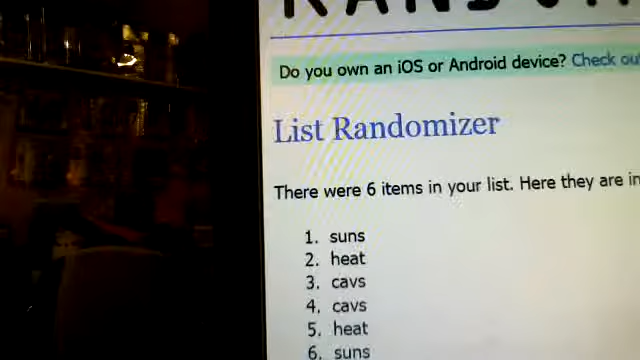 Do you own an iOS or Android device? Check out
List Randomizer
There were 6 items in your list. Here they are in
1. suns
2. heat
3. cavs
4. cavs
5. heat
6. suns